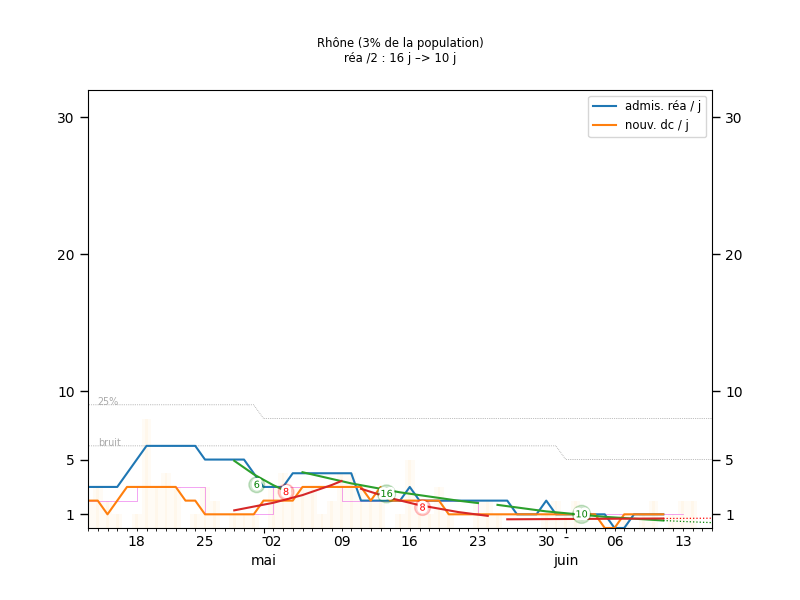 Rhône (3% de la population)
réa /2 : 16 j –> 10 j
admis. réa / j
nouv. dc / j
30 30
20 20
10 10
25%
bruit
5 5
6 8 16 8 10
1 1
18 25 02 09 16 23 30 06 13
mai juin